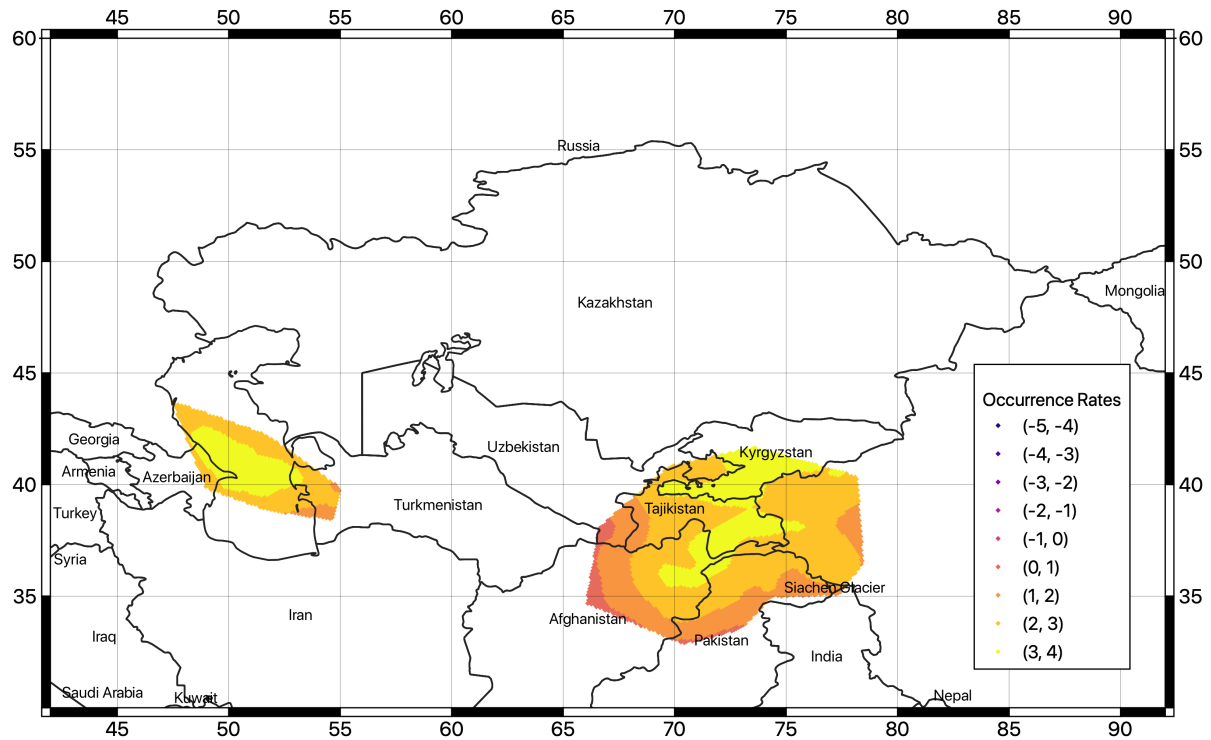 45 50 55 60 65 70 75 80 85 90
60 60
Russia
55 55
50 50
Mongolia
Kazakhstan
45 45
Occurrence Rates
(-5, -4)
(-4, -3)
(-3, -2)
(-2, -1)
(-1, 0)
(0, 1)
(1, 2)
(2, 3)
(3, 4)
Georgia
Uzbekistan
Kyrgyzstan
Armenia
Azerbaijan
40 40
Turkmenistan
Tajikistan
Turkey
Syria
Siachen Glacier
35 35
Iran
Afghanistan
Iraq
Pakistan
India
Saudi Arabia
Kuwait
Nepal
45 50 55 60 65 70 75 80 85 90